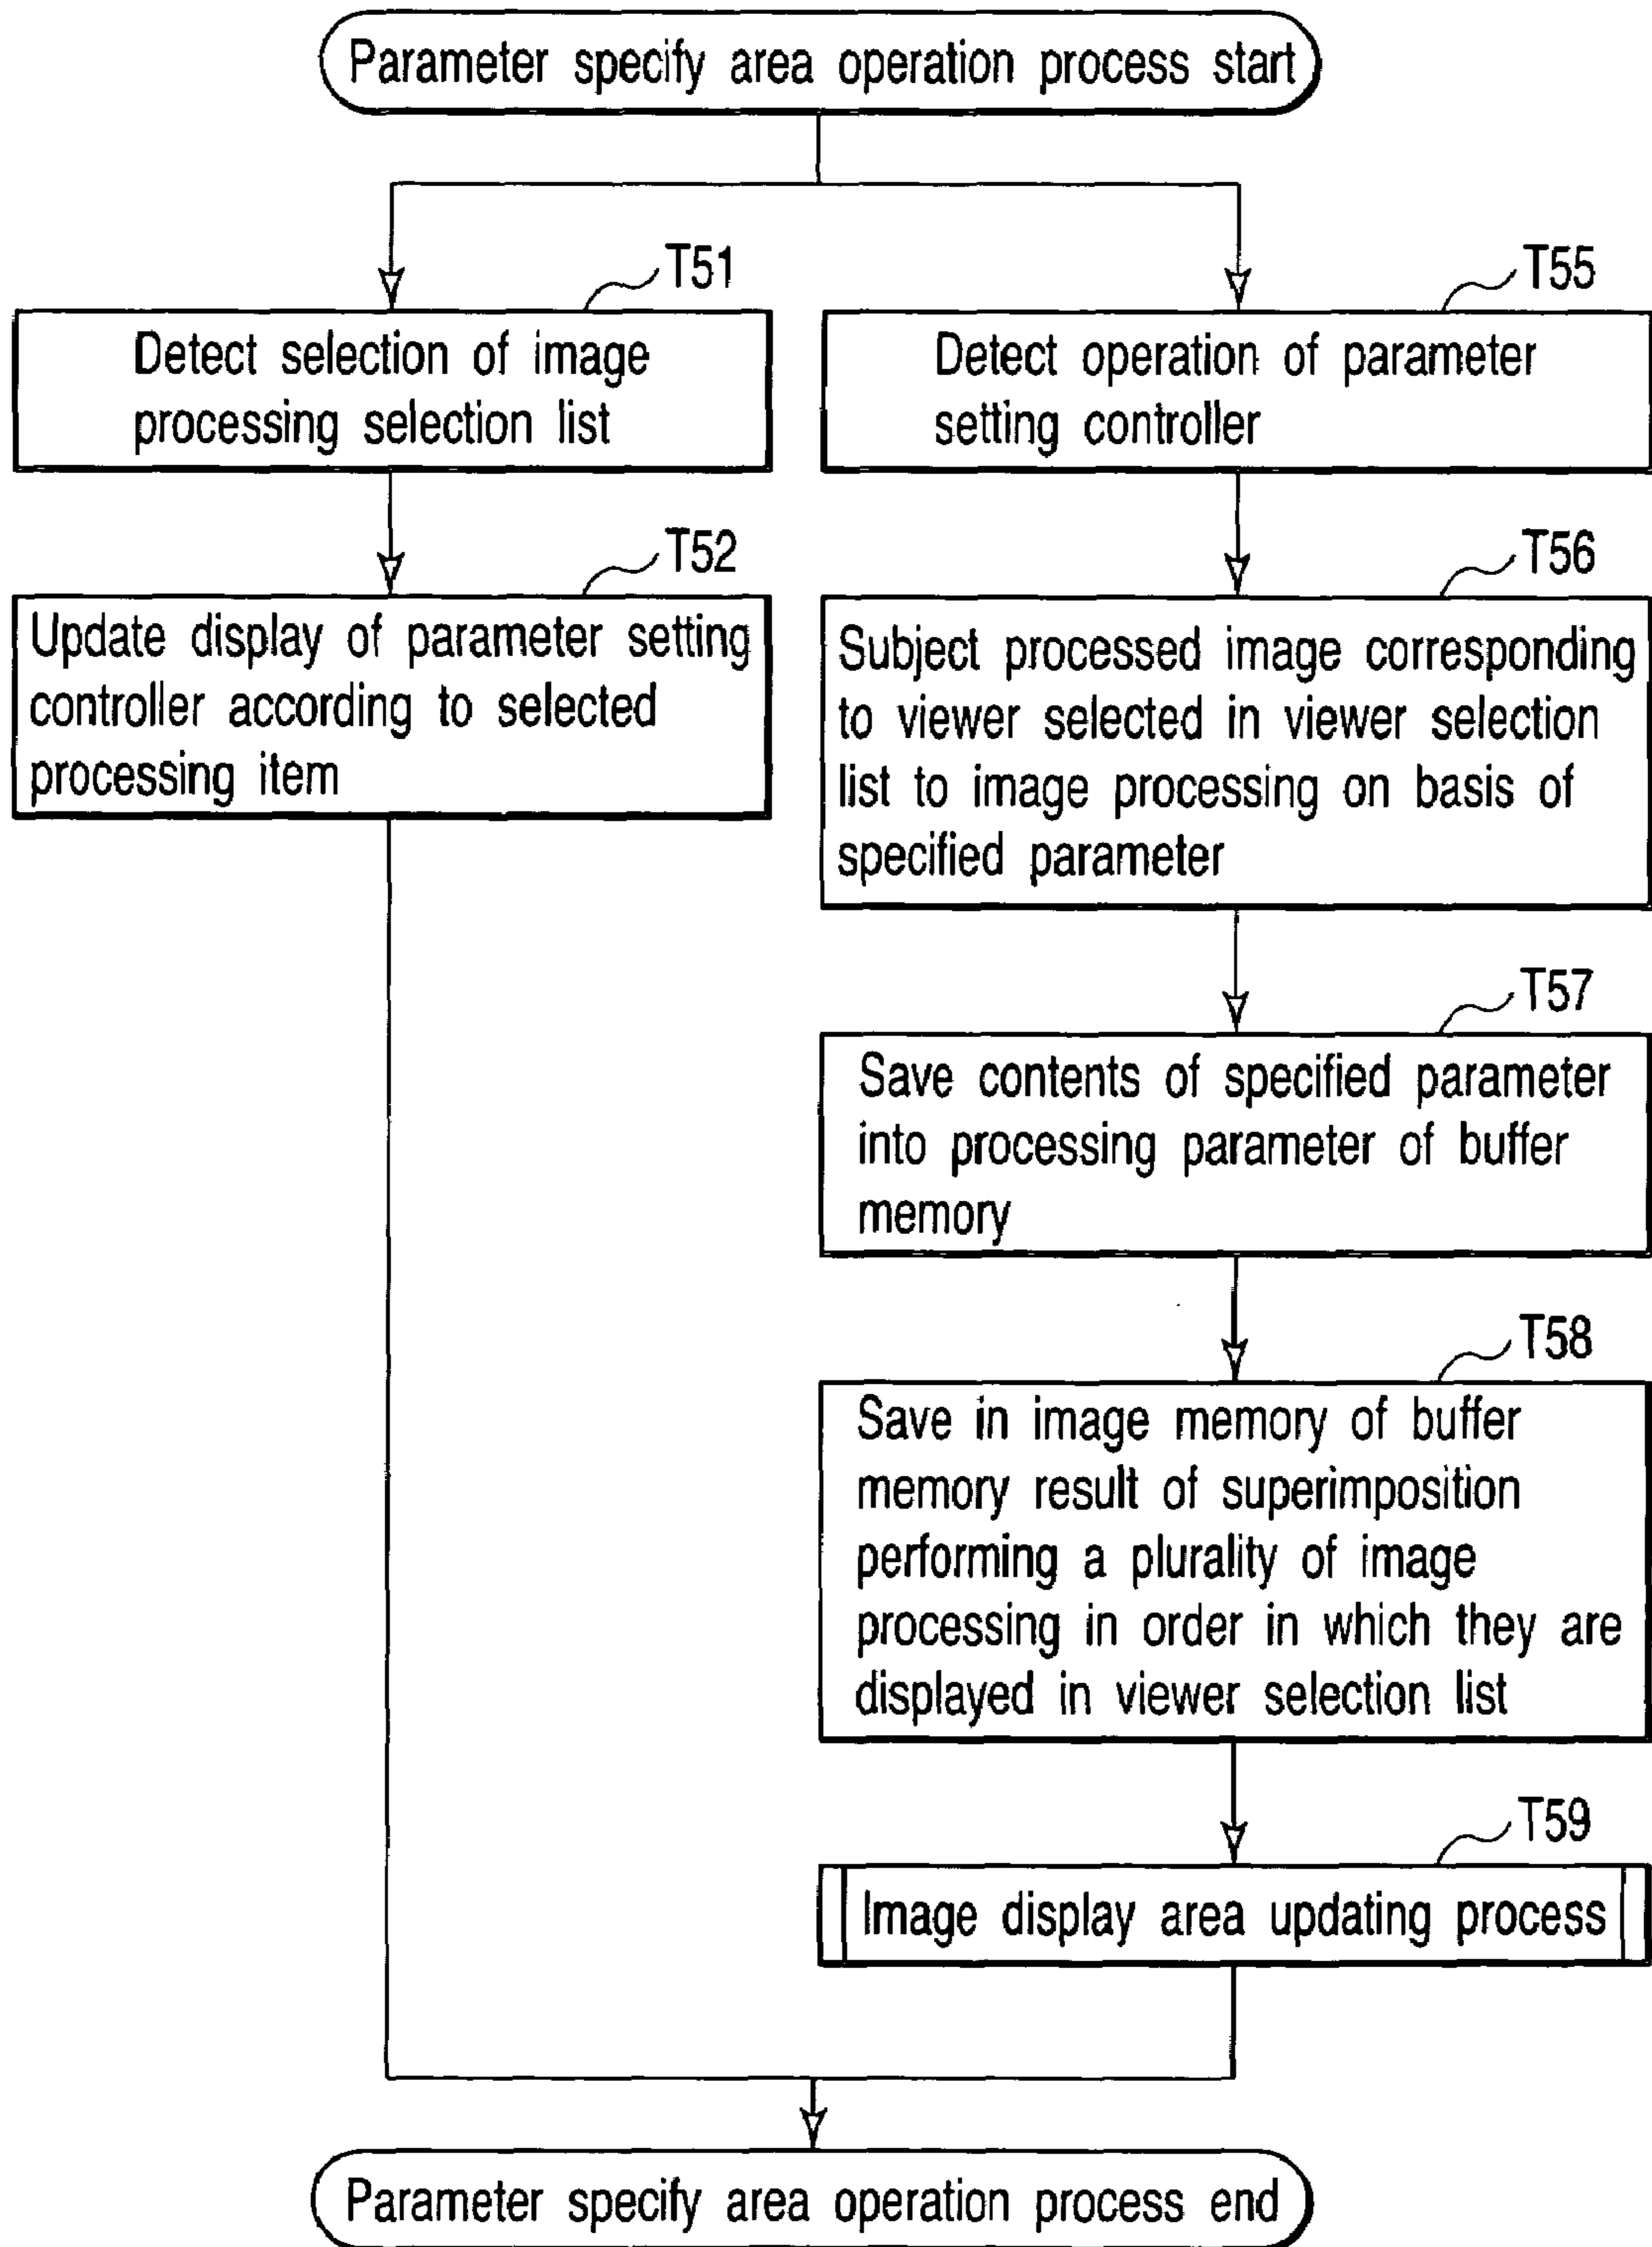 Parameter specify area operation process start
T51
Detect selection of image
processing selection list
T52
Update display of parameter setting
controller according to selected
processing item
T55
Detect operation of parameter
setting controller
T56
Subject processed image corresponding
to viewer selected in viewer selection
list to image processing on basis of
specified parameter
T57
Save contents of specified parameter
into processing parameter of buffer
memory
T58
Save in image memory of buffer
memory result of superimposition
performing a plurality of image
processing in order in which they are
displayed in viewer selection list
T59
Image display area updating process
Parameter specify area operation process end